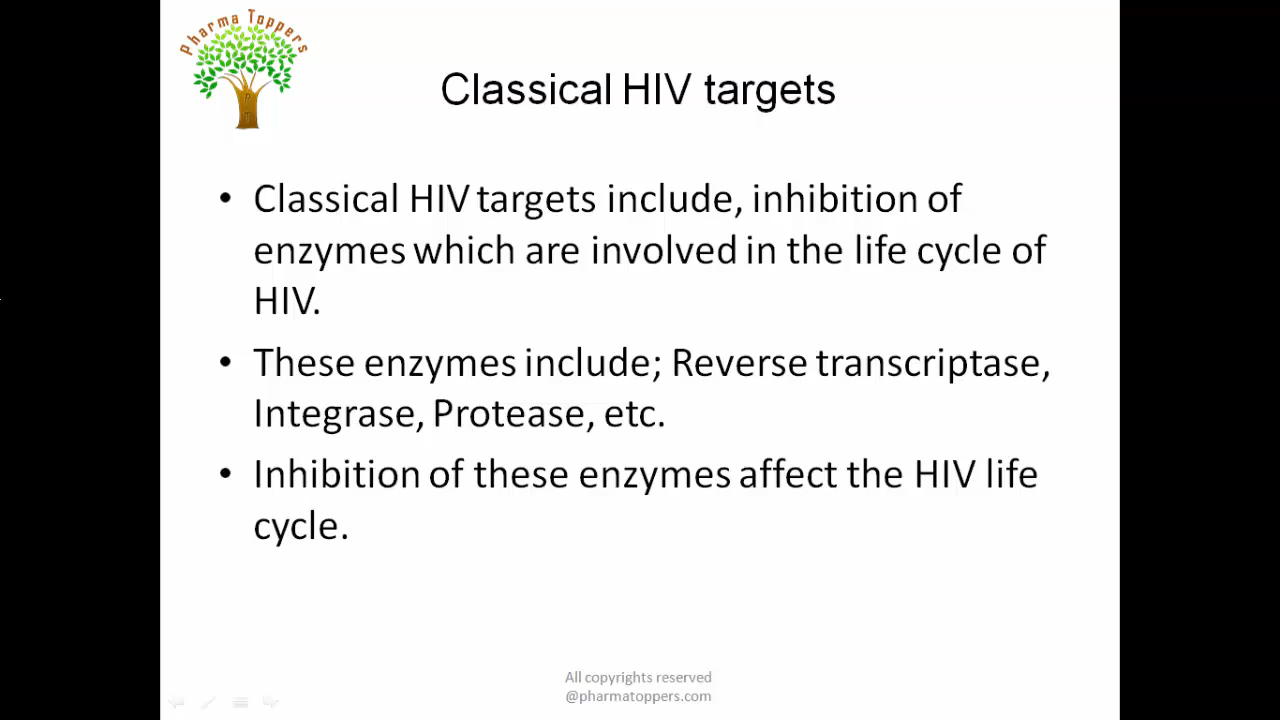 Pharma Toppers
Classical HIV targets
• Classical HIV targets include, inhibition of
enzymes which are involved in the life cycle of
HIV.
• These enzymes include; Reverse transcriptase,
Integrase, Protease, etc.
• Inhibition of these enzymes affect the HIV life
cycle.
All copyrights reserved
@pharmatoppers.com